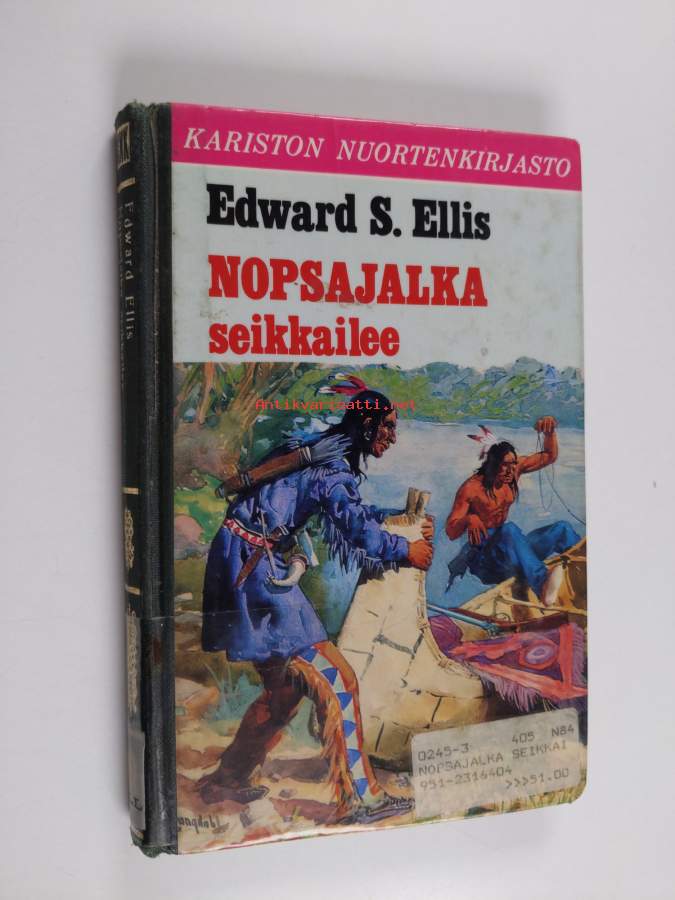 KARISTON NUORTENKIRJASTO
Edward S. Ellis
NOPSAJALKA
seikkailee
Antikvariaatti.net
Edward Ellis
0245-3 405 N84
NOPSAJALKA SEIKKAI
951-2316404 >>>51.00